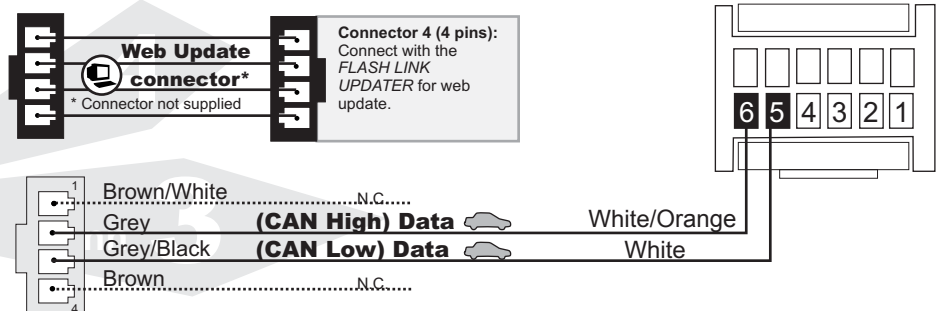 Web Update
connector*
* Connector not supplied
Connector 4 (4 pins):
Connect with the
FLASH LINK
UPDATER for web
update.
6 5 4 3 2 1
1
Brown/White N.C.
Grey (CAN High) Data White/Orange
Grey/Black (CAN Low) Data White
Brown N.C.
4